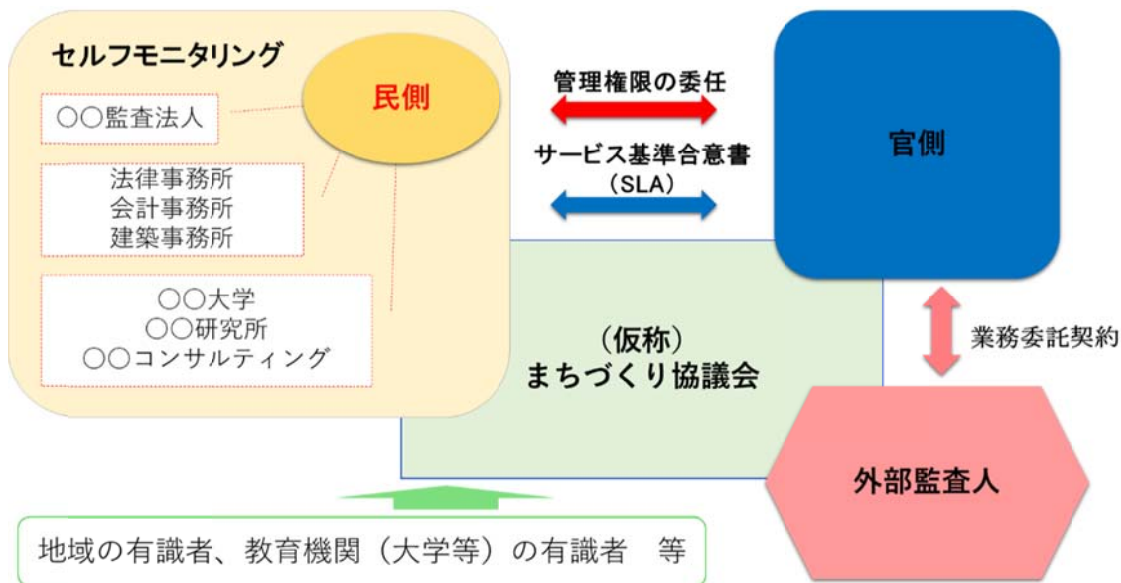 セルフモニタリング
民側
○○監査法人
法律事務所
会計事務所
建築事務所
○○大学
○○研究所
○○コンサルティング
管理権限の委任
サービス基準合意書
（SLA）
官側
（仮称）
まちづくり協議会
業務委託契約
外部監査人
地域の有識者、教育機関（大学等）の有識者　等